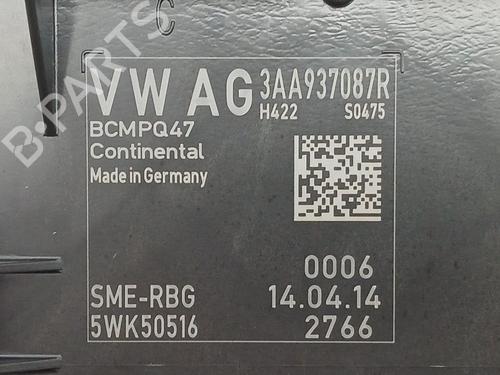 C
B-PARTS
VW AG 3AA937087R
H422 S0475
BCMPQ47
Continental
Made in Germany
0006
SME-RBG 14.04.14
5WK50516 2766